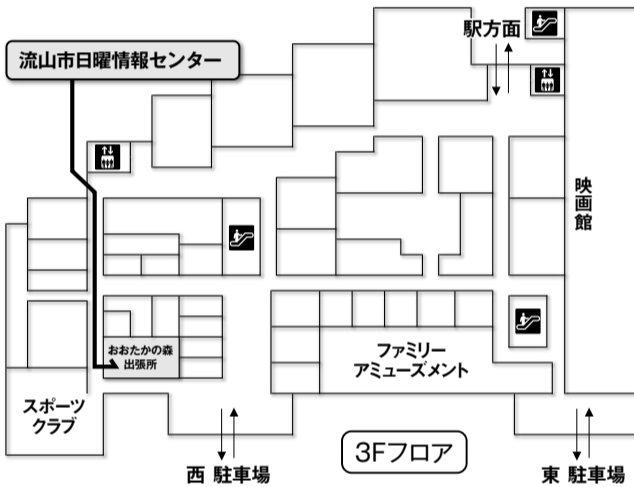 駅方面
流山市日曜情報センター
映画館
おおたかの森
出張所
ファミリー
アミューズメント
スポーツ
クラブ
3Fフロア
西 駐車場
東 駐車場